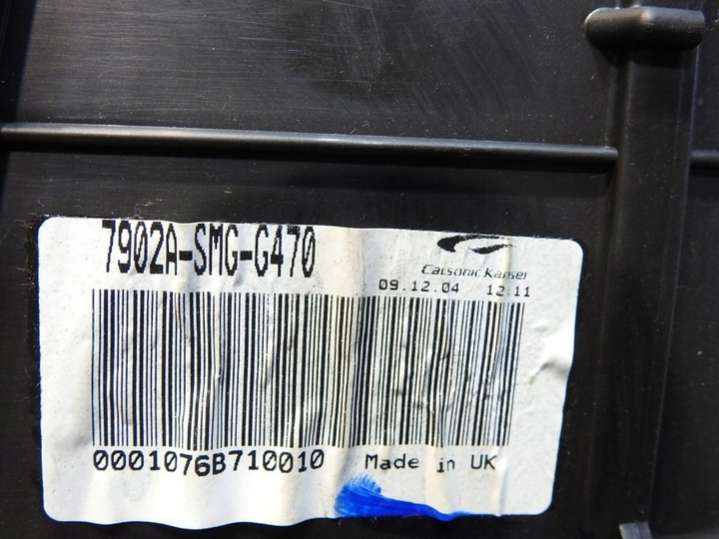 7902A-SMG-G470
Calsonic Kansei
09.12.04 12:11
0001076B710010 Made in UK